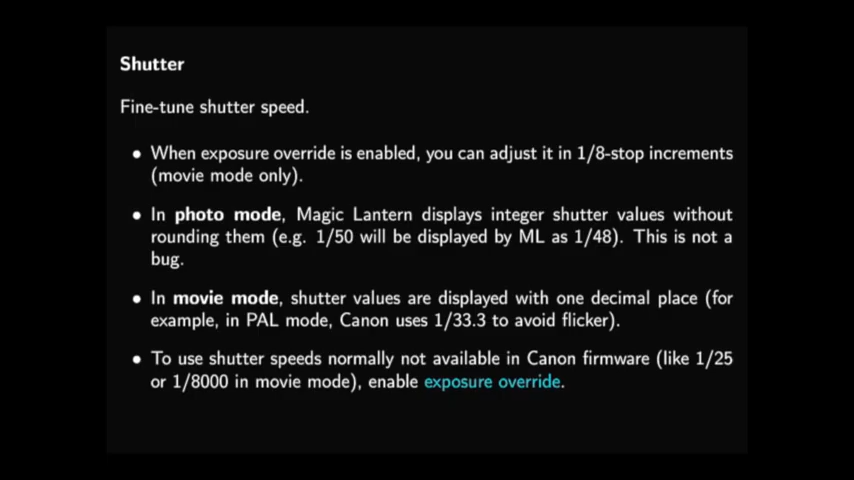 Shutter
Fine-tune shutter speed.
● When exposure override is enabled, you can adjust it in 1/8-stop increments
(movie mode only).
● In photo mode, Magic Lantern displays integer shutter values without
rounding them (e.g. 1/50 will be displayed by ML as 1/48). This is not a
bug.
● In movie mode, shutter values are displayed with one decimal place (for
example, in PAL mode, Canon uses 1/33.3 to avoid flicker).
● To use shutter speeds normally not available in Canon firmware (like 1/25
or 1/8000 in movie mode), enable exposure override.